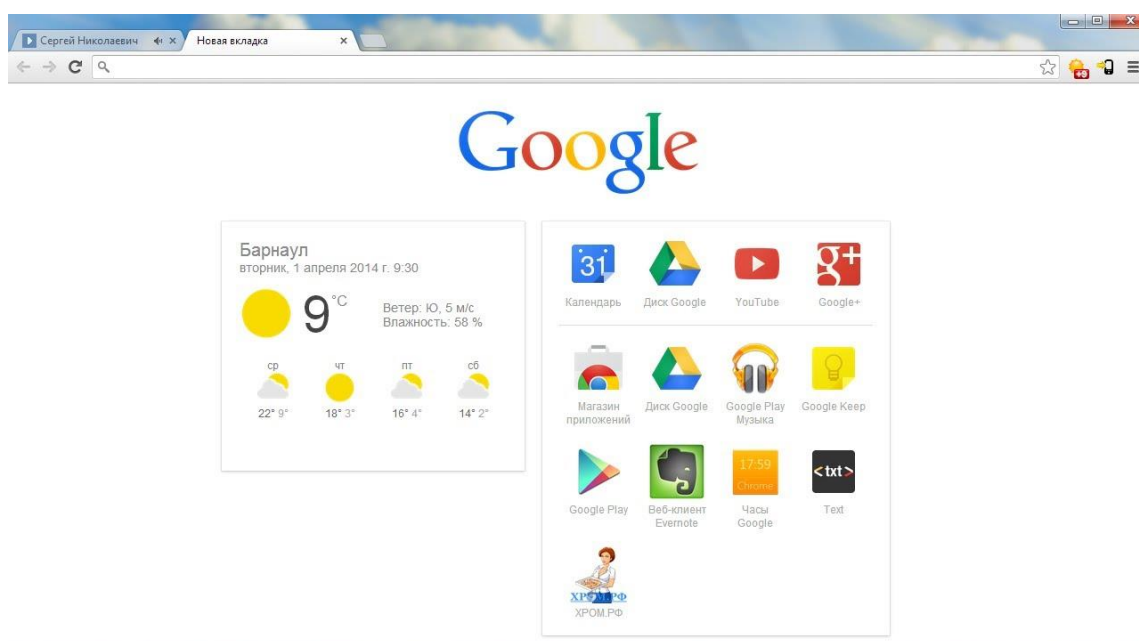 Сергей Николаевич
Новая вкладка
+9
Google
Барнаул
вторник, 1 апреля 2014 г. 9:30
9°C
Ветер: Ю, 5 м/с
Влажность: 58 %
ср чт пт сб
22° 9° 18° 3° 16° 4° 14° 2°
31 g+
Календарь Диск Google YouTube Google+
Магазин приложений Диск Google Google Play Музыка Google Keep
17:59
Chrome
<txt>
Google Play Веб-клиент Evernote Часы Google Text
ХРОМ.РФ
ХРОМ.РФ